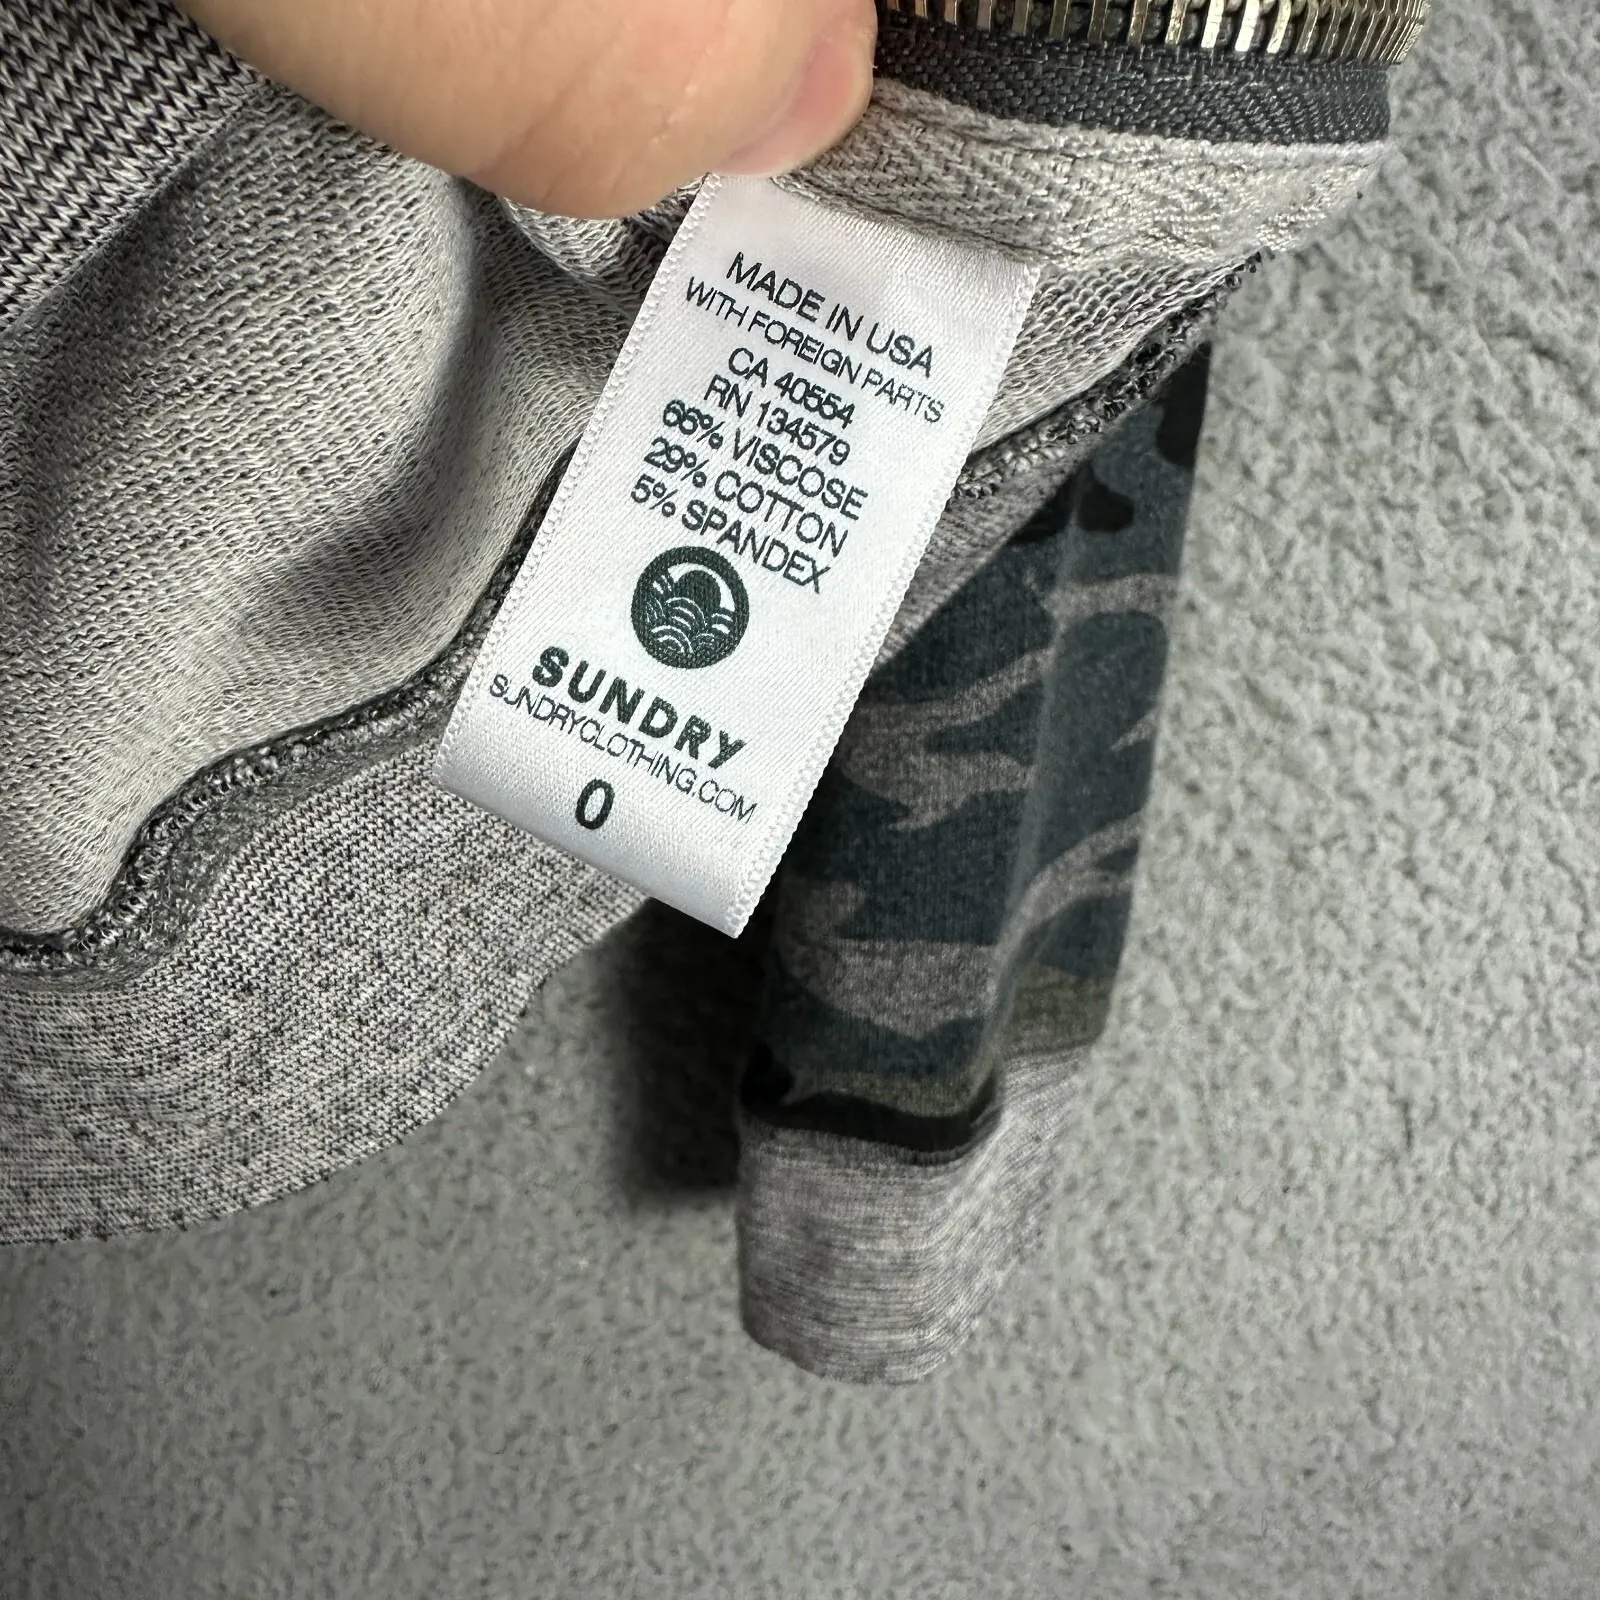 MADE IN USA
WITH FOREIGN PARTS
CA 40554
RN 134579
66% VISCOSE
29% COTTON
5% SPANDEX
SUNDRY
SUNDRYCLOTHING.COM
0